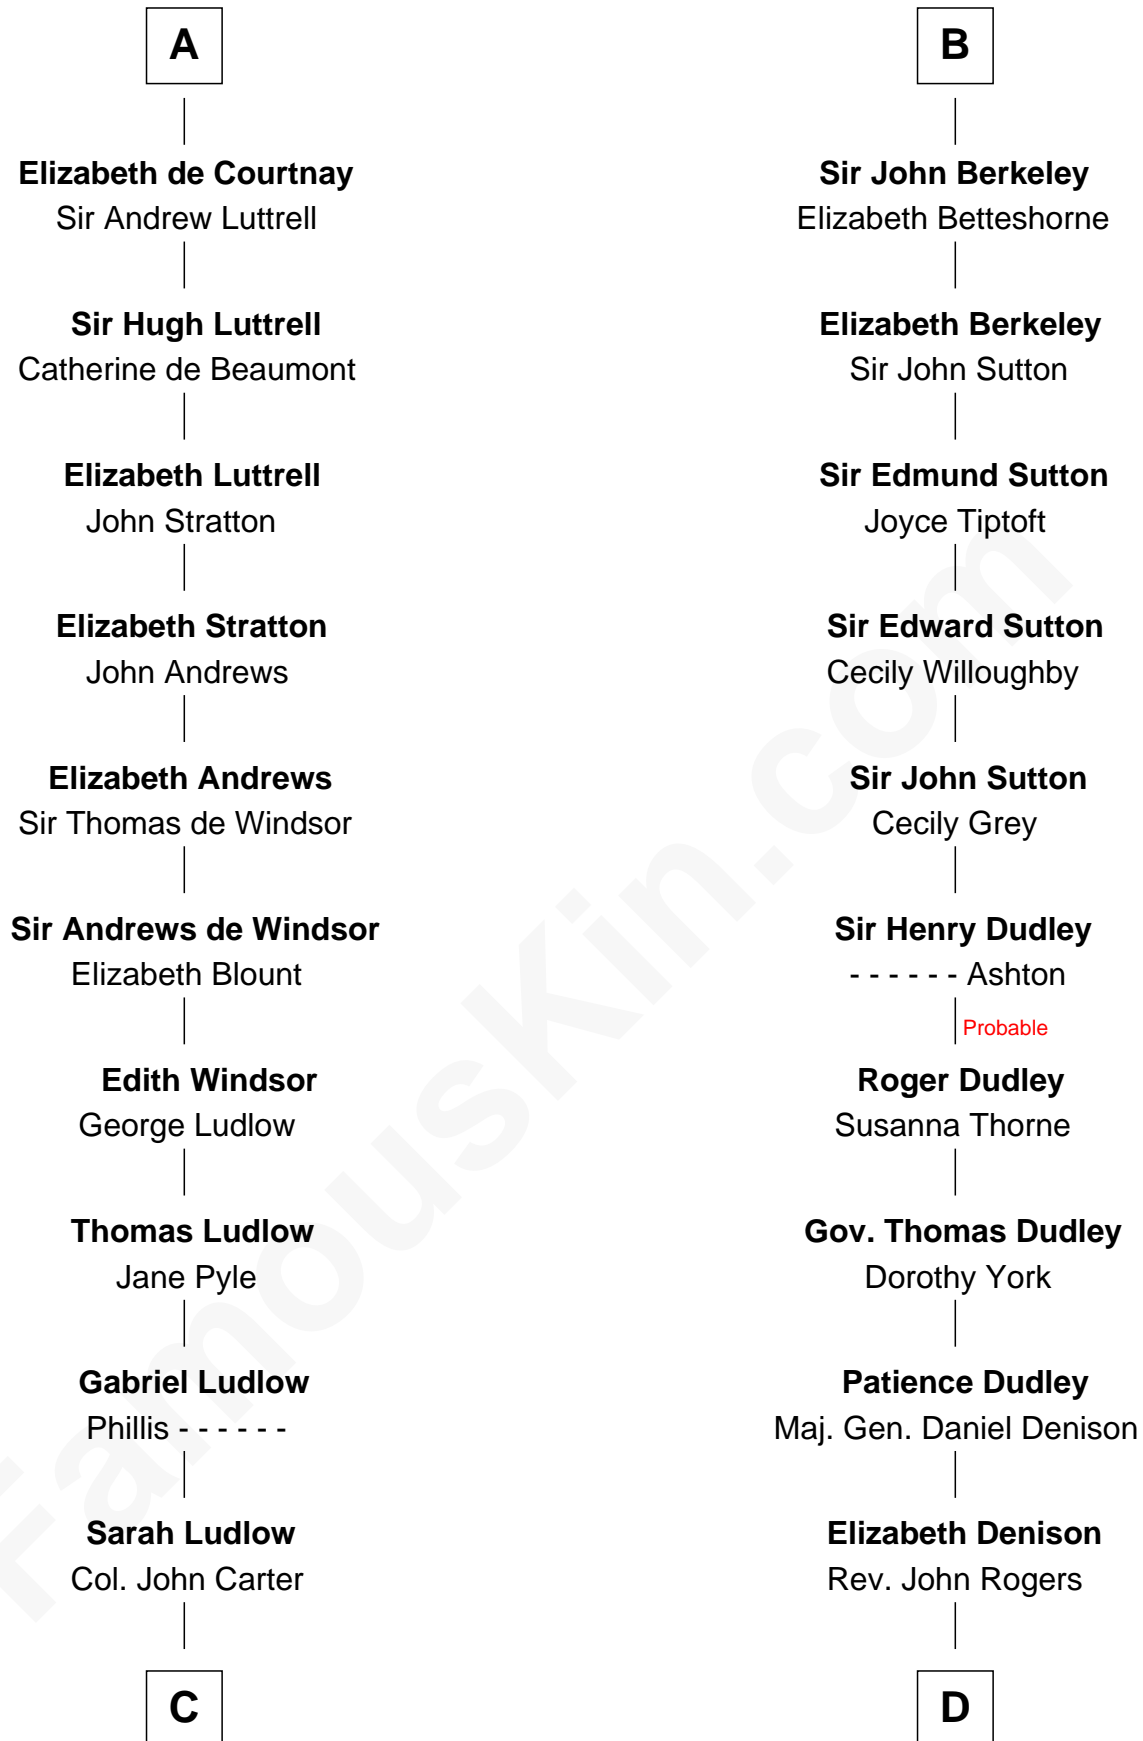 A
Elizabeth de Courtnay
Sir Andrew Luttrell
Sir Hugh Luttrell
Catherine de Beaumont
Elizabeth Luttrell
John Stratton
Elizabeth Stratton
John Andrews
Elizabeth Andrews
Sir Thomas de Windsor
Sir Andrews de Windsor
Elizabeth Blount
Edith Windsor
George Ludlow
Thomas Ludlow
Jane Pyle
Gabriel Ludlow
Phillis - - - - - -
Sarah Ludlow
Col. John Carter
C
B
Sir John Berkeley
Elizabeth Betteshorne
Elizabeth Berkeley
Sir John Sutton
Sir Edmund Sutton
Joyce Tiptoft
Sir Edward Sutton
Cecily Willoughby
Sir John Sutton
Cecily Grey
Sir Henry Dudley
- - - - - - Ashton
Probable
Roger Dudley
Susanna Thorne
Gov. Thomas Dudley
Dorothy York
Patience Dudley
Maj. Gen. Daniel Denison
Elizabeth Denison
Rev. John Rogers
D
FamousKin.com